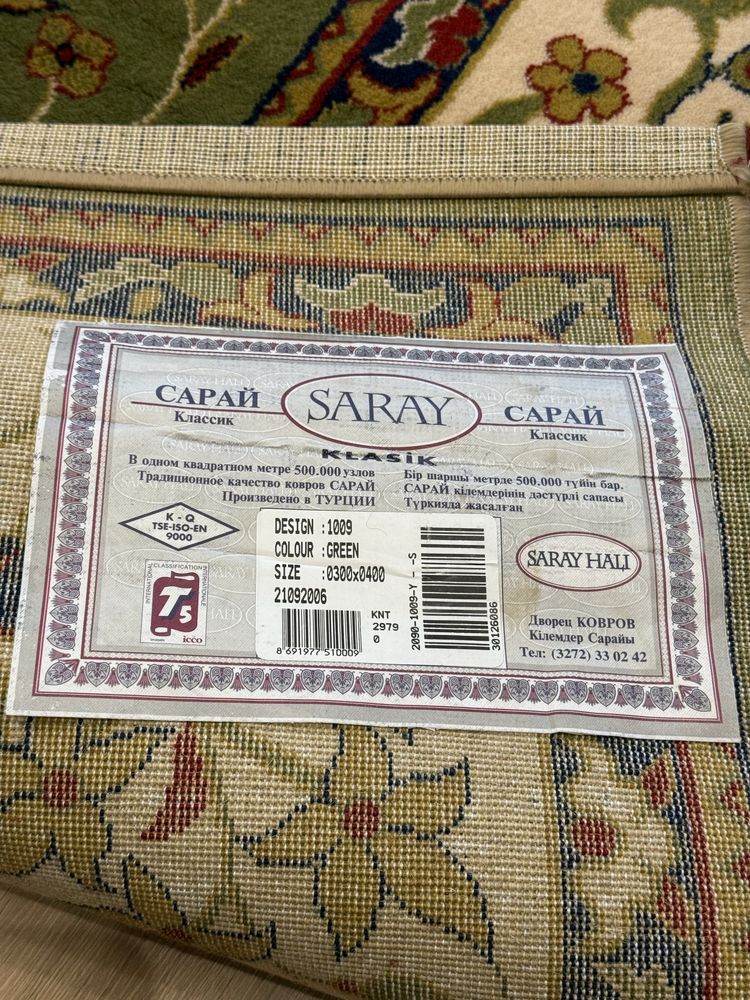 САРАЙ
Классик
SARAY
KLASİK
САРАЙ
Классик
В одном квадратном метре 500.000 узлов
Традиционное качество ковров САРАЙ
Произведено в ТУРЦИИ
Бір шаршы метрде 500.000 түйін бар.
САРАЙ кілемдерінің дәстүрлі сапасы
Түркияда жасалған
K - Q
TSE-ISO-EN
9000
INTERNATIONAL CLASSIFICATION INTERNATIONALE
T5
icco
DESIGN :1009
COLOUR :GREEN
SIZE :0300x0400
21092006
KNT
2979
0
8 691977 510009
2090-1009-Y - -S
30126086
SARAY HALI
Дворец КОВРОВ
Кілемдер Сарайы
Тел: (3272) 33 02 42